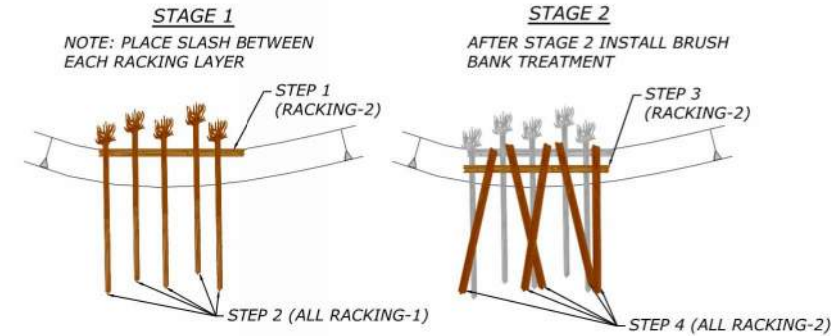 STAGE 1
NOTE: PLACE SLASH BETWEEN
EACH RACKING LAYER
STEP 1
(RACKING-2)
STEP 2 (ALL RACKING-1)
STAGE 2
AFTER STAGE 2 INSTALL BRUSH
BANK TREATMENT
STEP 3
(RACKING-2)
STEP 4 (ALL RACKING-2)